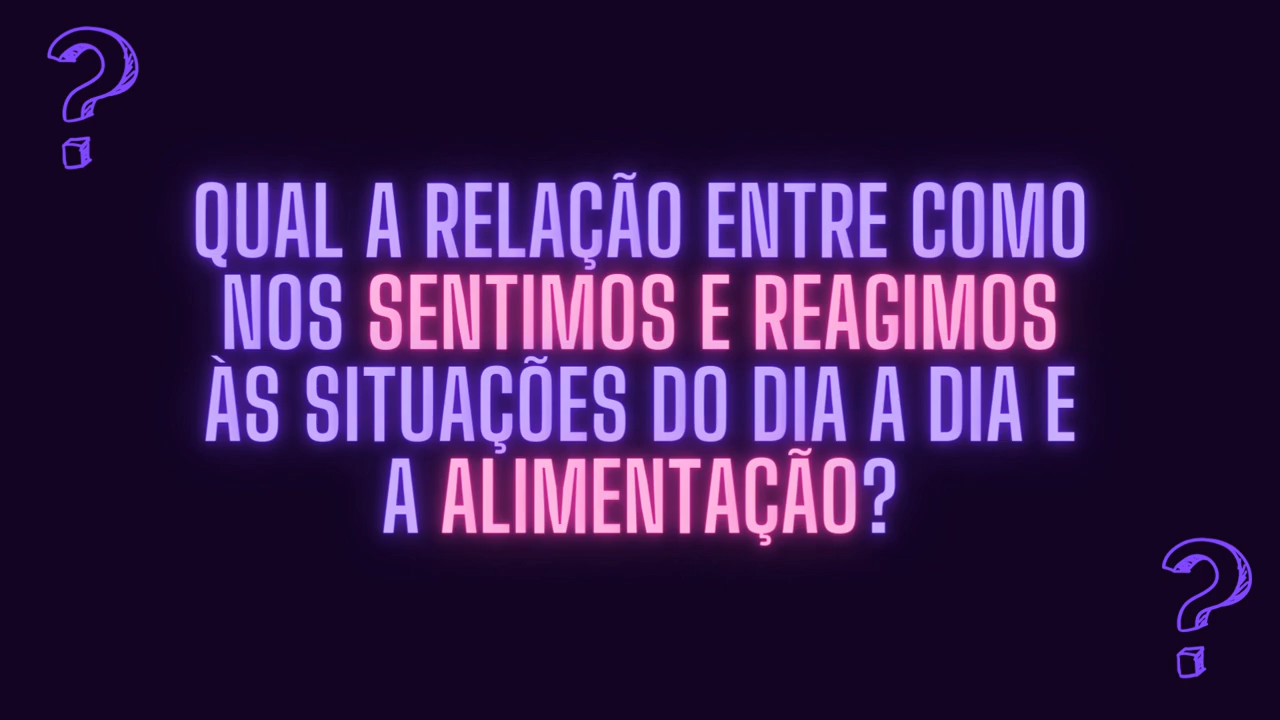 ?
QUAL A RELAÇÃO ENTRE COMO
NOS SENTIMOS E REAGIMOS
ÀS SITUAÇÕES DO DIA A DIA E
A ALIMENTAÇÃO?
?